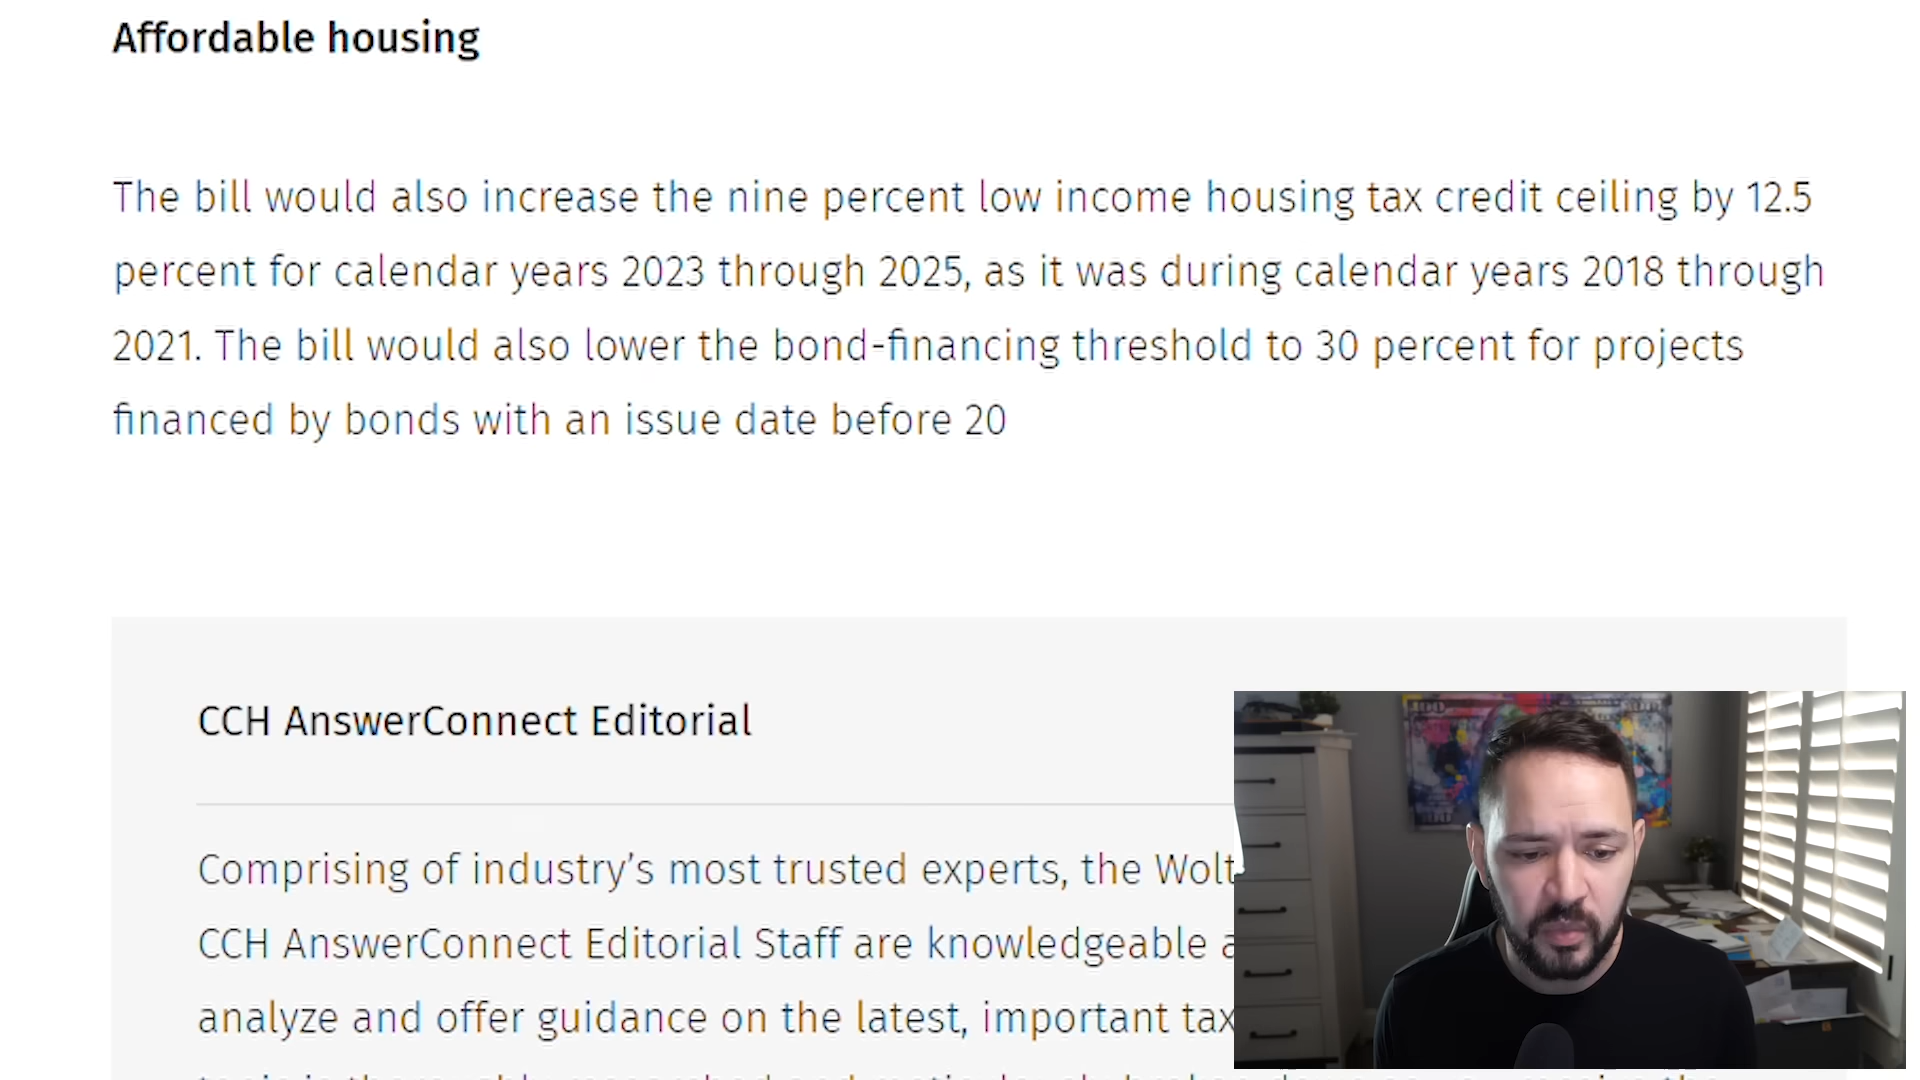 Affordable housing
The bill would also increase the nine percent low income housing tax credit ceiling by 12.5
percent for calendar years 2023 through 2025, as it was during calendar years 2018 through
2021. The bill would also lower the bond-financing threshold to 30 percent for projects
financed by bonds with an issue date before 20
CCH AnswerConnect Editorial
Comprising of industry’s most trusted experts, the Wolt
CCH AnswerConnect Editorial Staff are knowledgeable a
analyze and offer guidance on the latest, important tax